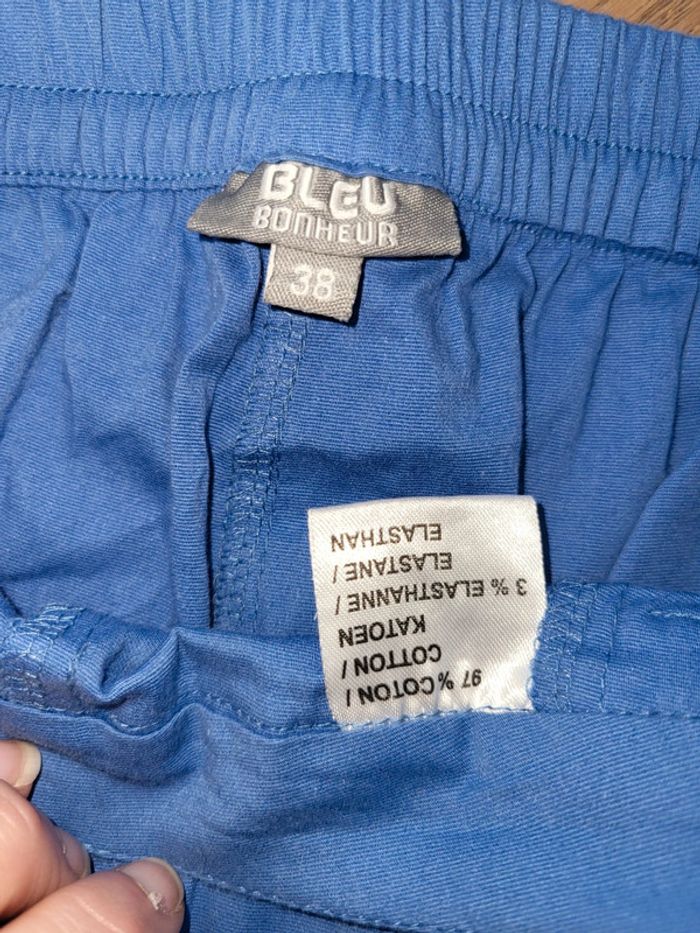 BLEU
BONHEUR
38
97 % COTON /
COTTON /
KATOEN
3 % ELASTHANNE /
ELASTANE /
ELASTHAN